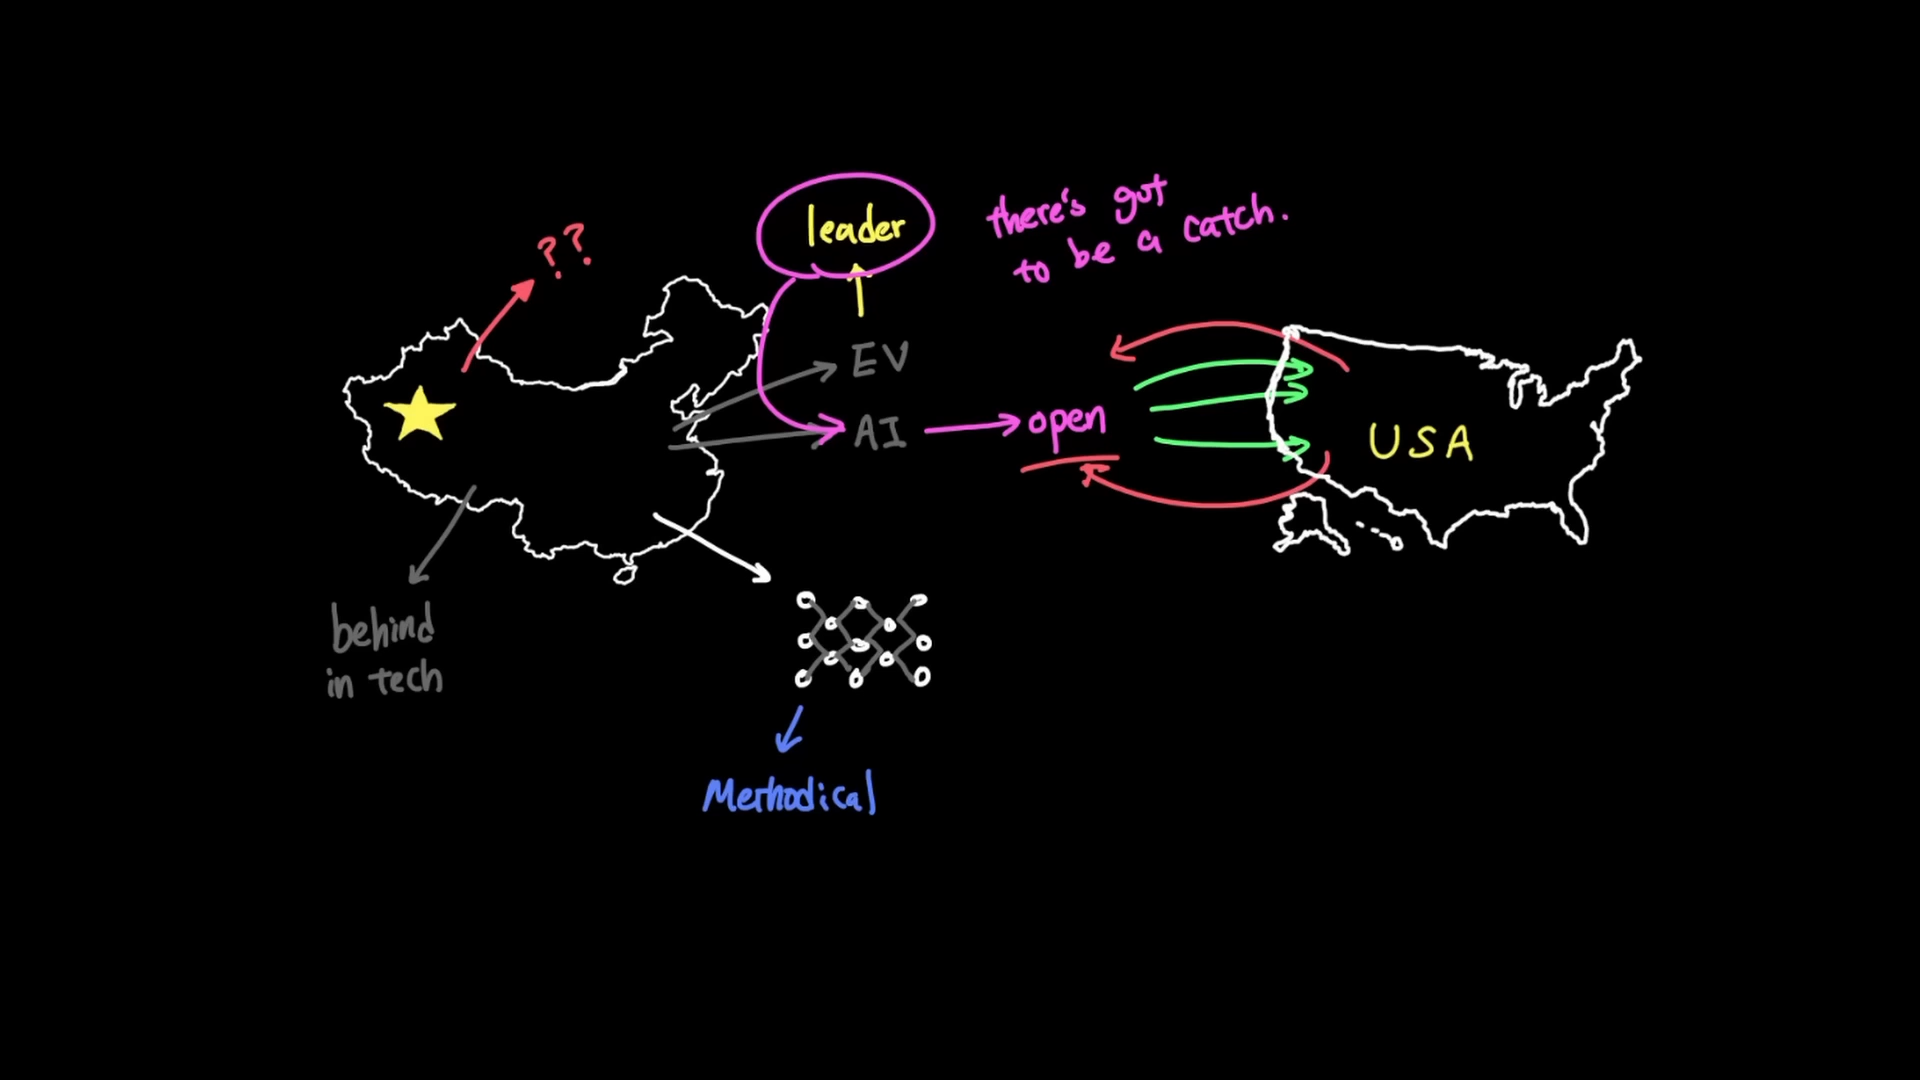 leader
there's got
to be a catch.
??
EV
AI
open
USA
behind
in tech
Methodical